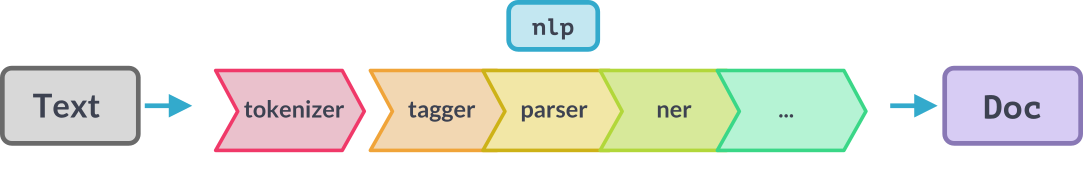 nlp
Text tokenizer tagger parser ner ... Doc